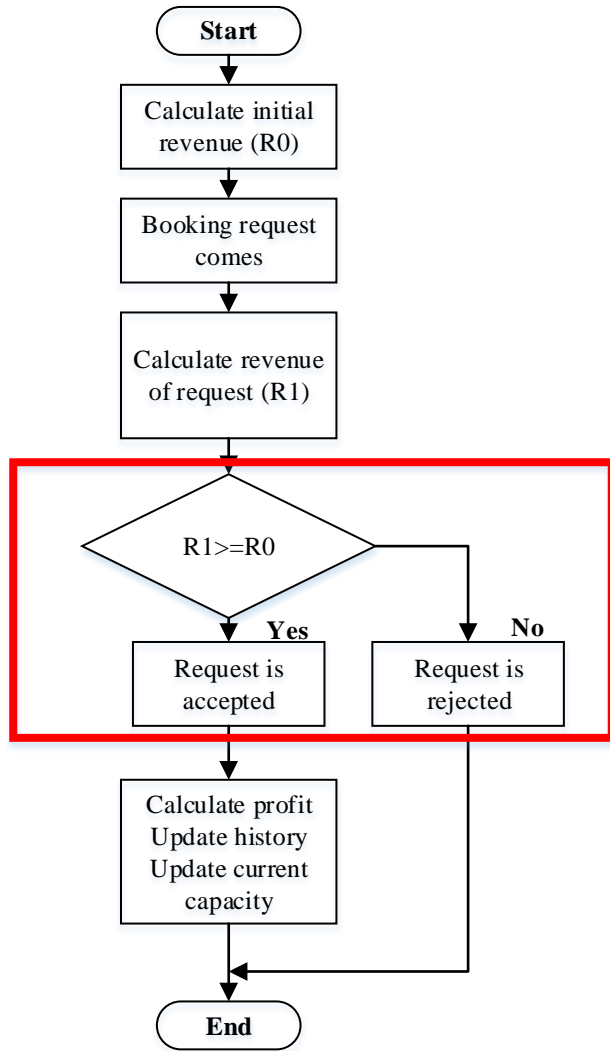 Start
Calculate initial
revenue (R0)
Booking request
comes
Calculate revenue
of request (R1)
R1>=R0
Yes
No
Request is
accepted
Request is
rejected
Calculate profit
Update history
Update current
capacity
End